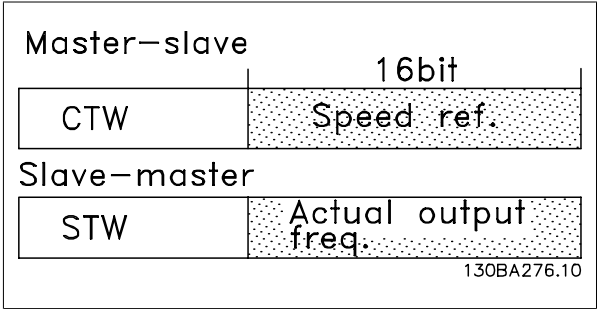 Master-slave
16bit
CTW
Speed ref.
Slave-master
STW
Actual output
freq.
130BA276.10